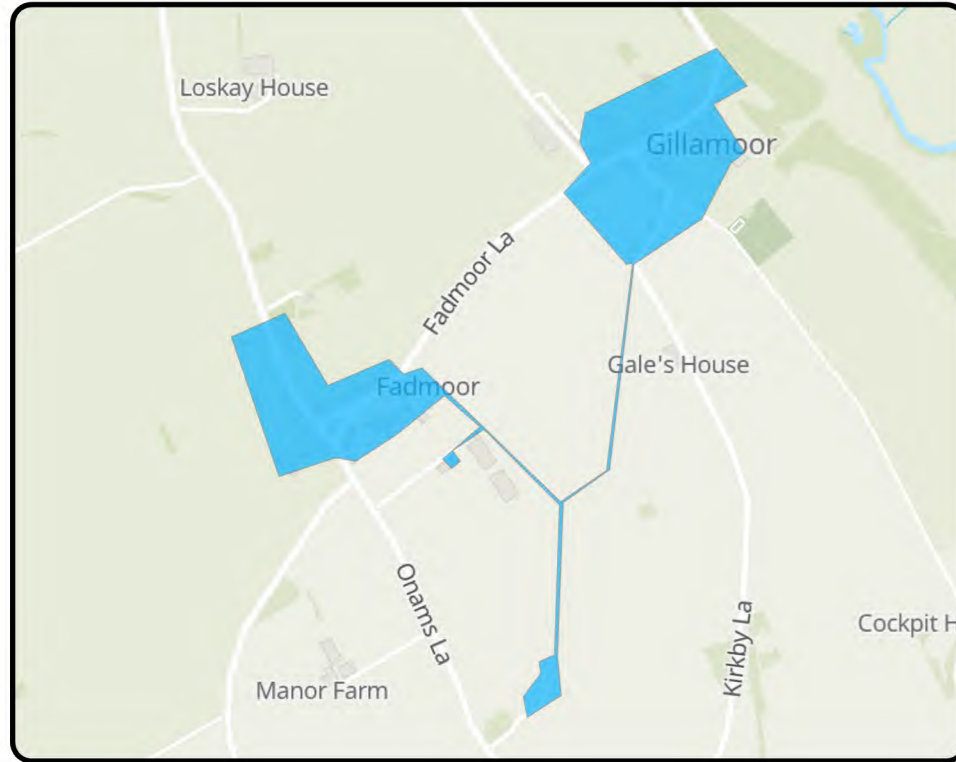 Loskay House
Gillamoor
Fadmoor La
Gale's House
Fadmoor
Onams La
Kirkby La
Cockpit H
Manor Farm